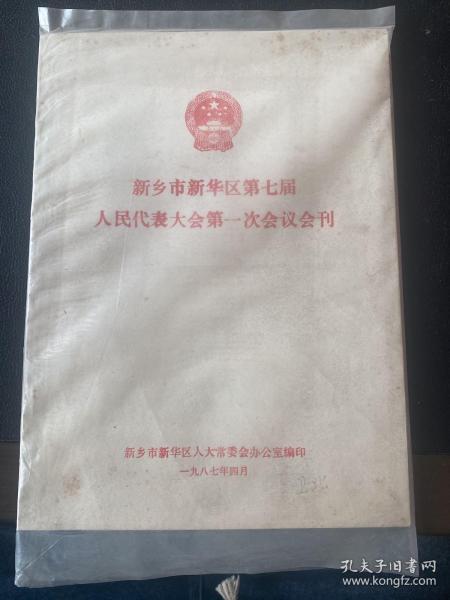 新乡市新华区第七届
人民代表大会第一次会议会刊
新乡市新华区人大常委会办公室编印
一九八七年四月
孔夫子旧书网
www.kongfz.com